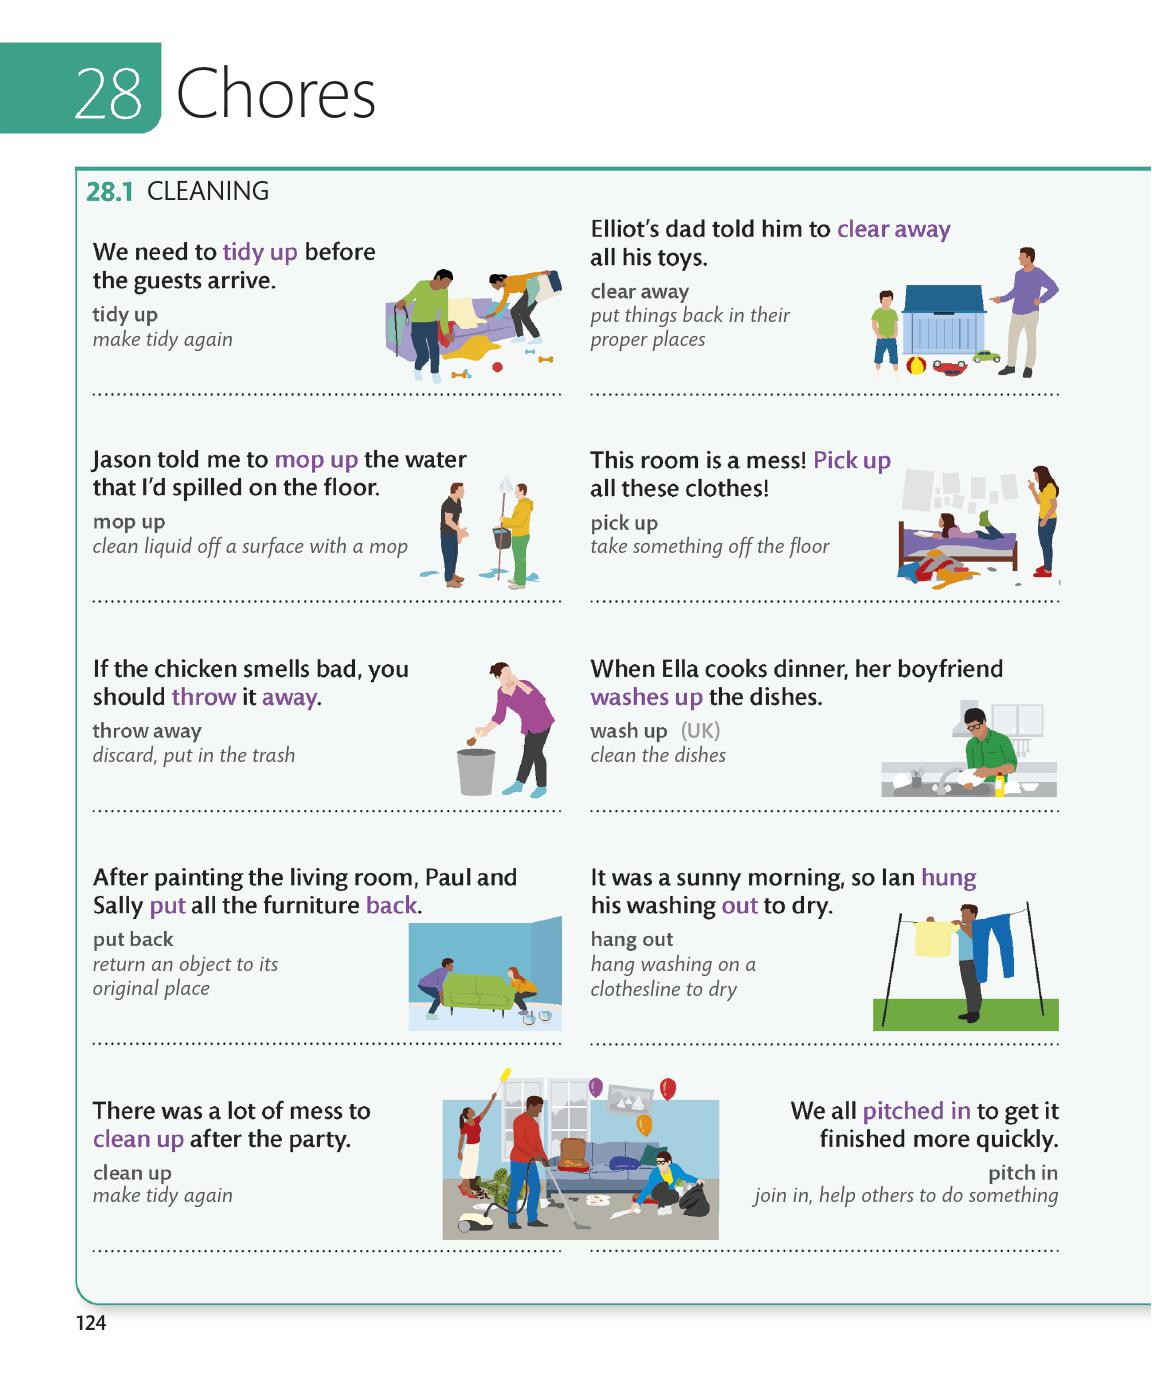 28 Chores
28.1 CLEANING
We need to tidy up before
the guests arrive.
tidy up
make tidy again
Elliot's dad told him to clear away
all his toys.
clear away
put things back in their
proper places
Jason told me to mop up the water
that I'd spilled on the floor.
mop up
clean liquid off a surface with a mop
This room is a mess! Pick up
all these clothes!
pick up
take something off the floor
If the chicken smells bad, you
should throw it away.
throw away
discard, put in the trash
When Ella cooks dinner, her boyfriend
washes up the dishes.
wash up (UK)
clean the dishes
After painting the living room, Paul and
Sally put all the furniture back.
put back
return an object to its
original place
It was a sunny morning, so Ian hung
his washing out to dry.
hang out
hang washing on a
clothesline to dry
There was a lot of mess to
clean up after the party.
clean up
make tidy again
We all pitched in to get it
finished more quickly.
pitch in
join in, help others to do something
124